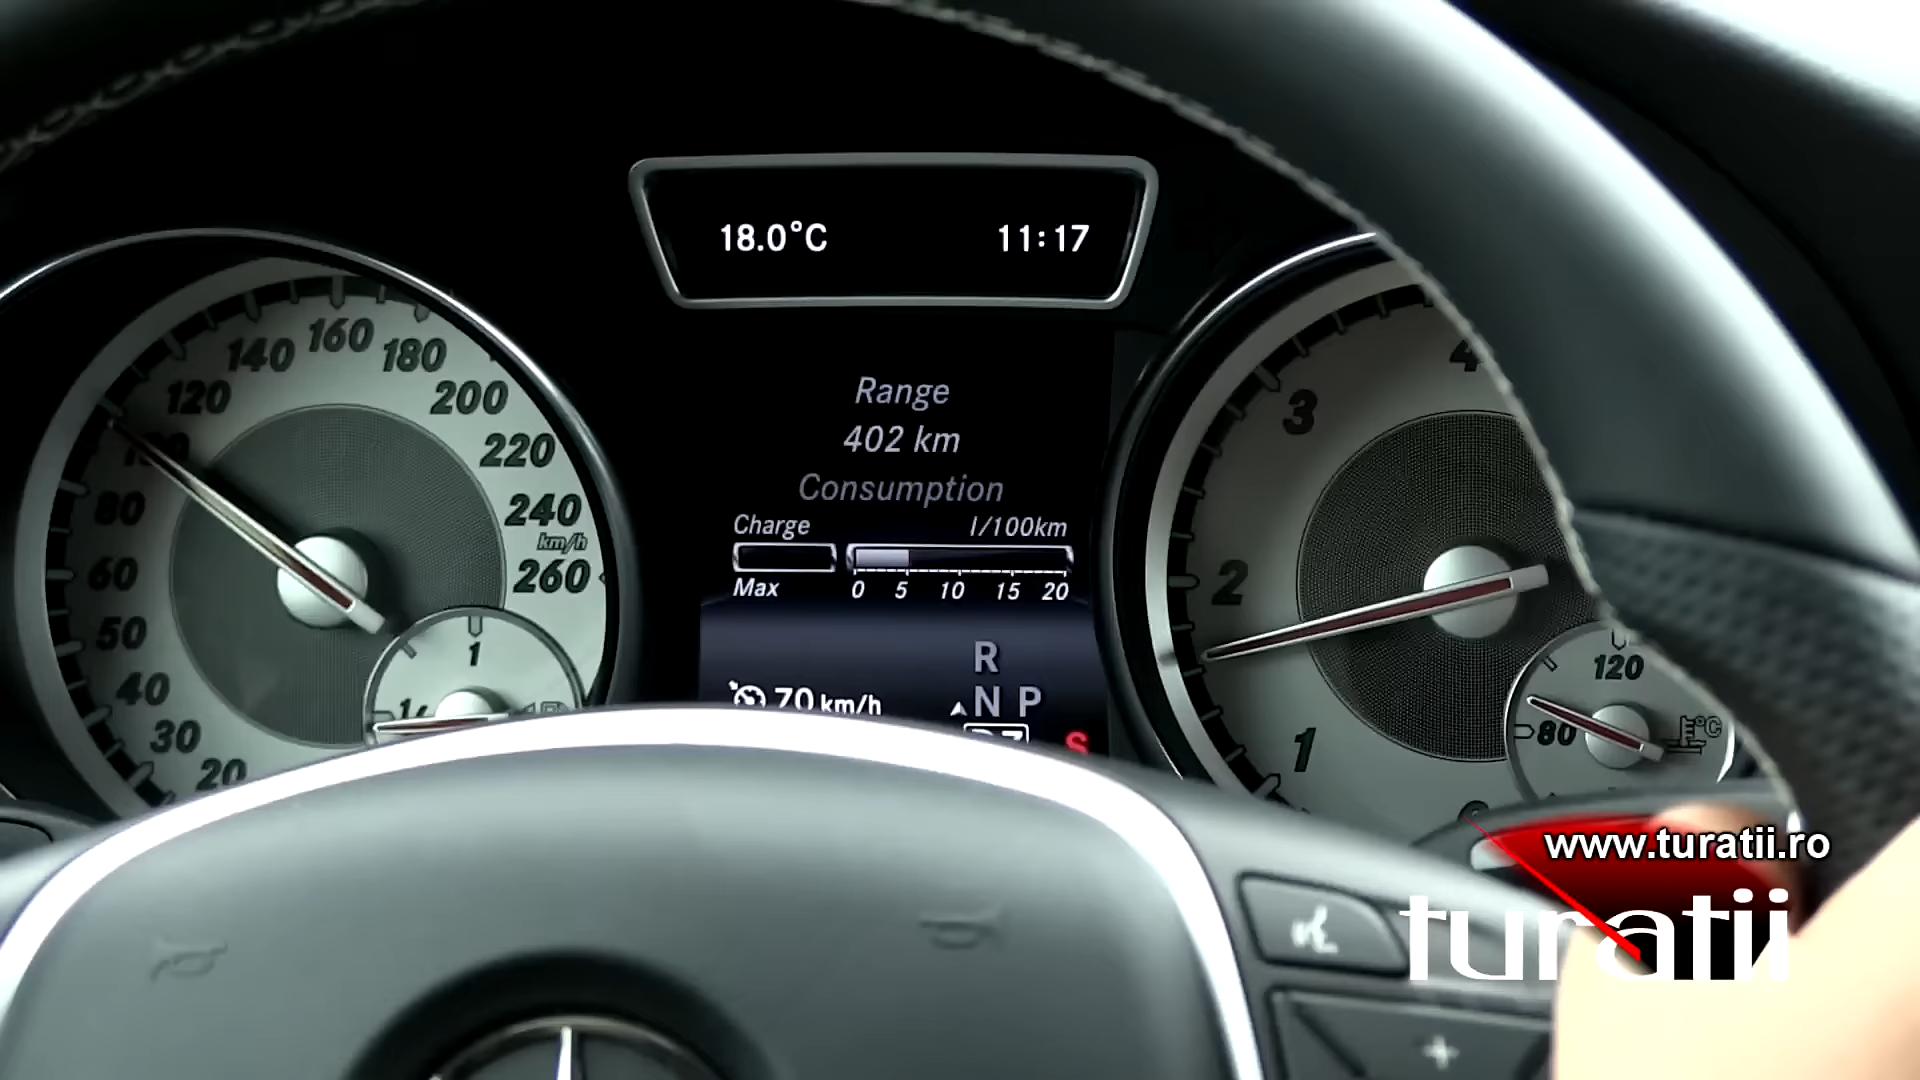 18.0°C 11:17
Range
402 km
Consumption
Charge l/100km
Max 0 5 10 15 20
R
70 km/h N P
D7 S
20 30 40 50 60 80 100 120 140 160 180 200 220 240 260
km/h
1
1 2 3 4
120
80 °C
www.turatii.ro
turatii
+